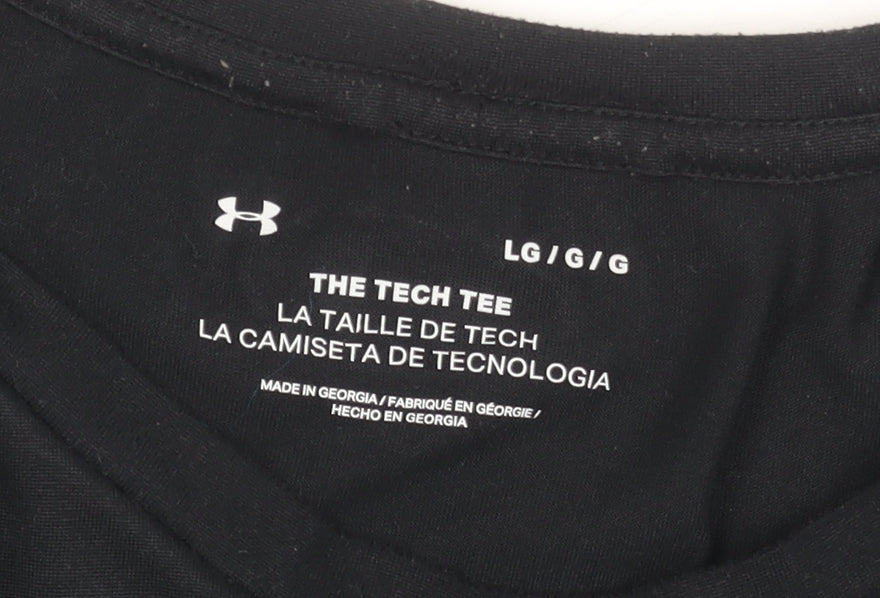 LG / G / G
THE TECH TEE
LA TAILLE DE TECH
LA CAMISETA DE TECNOLOGIA
MADE IN GEORGIA / FABRIQUÉ EN GÉORGIE /
HECHO EN GEORGIA